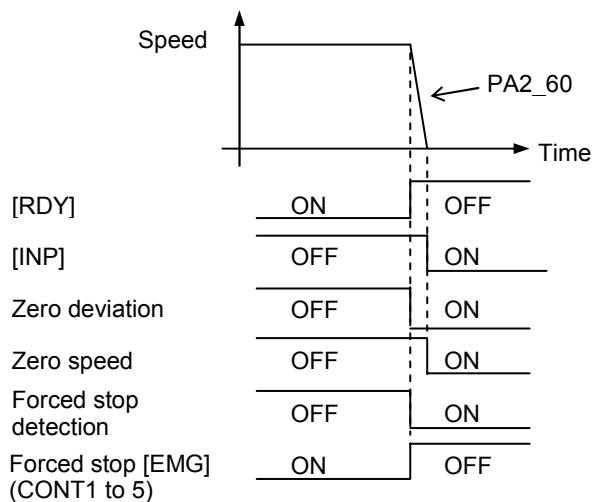 Speed
PA2_60
Time
[RDY] ON OFF
[INP] OFF ON
Zero deviation OFF ON
Zero speed OFF ON
Forced stop
detection OFF ON
Forced stop [EMG] ON OFF
(CONT1 to 5)